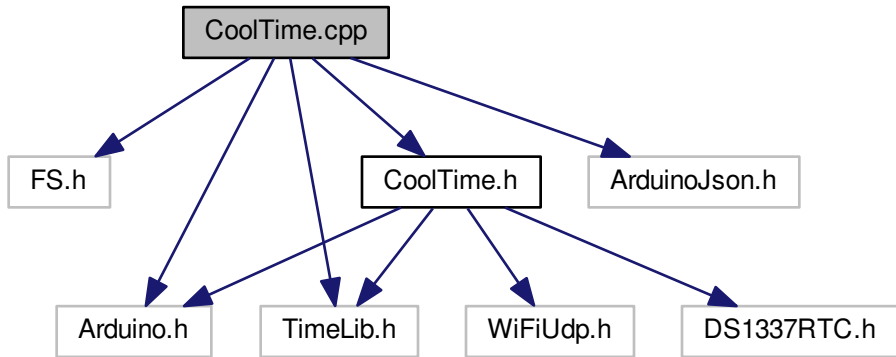 CoolTime.cpp
FS.h
CoolTime.h
ArduinoJson.h
Arduino.h
TimeLib.h
WiFiUdp.h
DS1337RTC.h